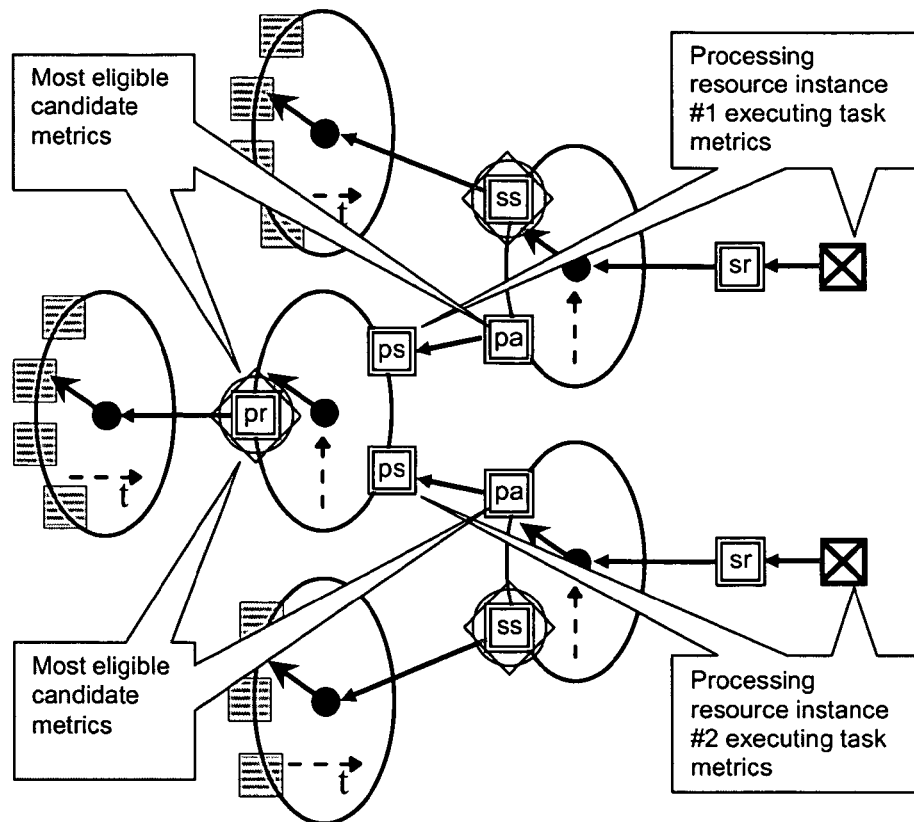 Most eligible
candidate
metrics
Processing
resource instance
#1 executing task
metrics
t
ss
sr
ps
pa
pr
t
ps
pa
sr
ss
t
Most eligible
candidate
metrics
Processing
resource instance
#2 executing task
metrics